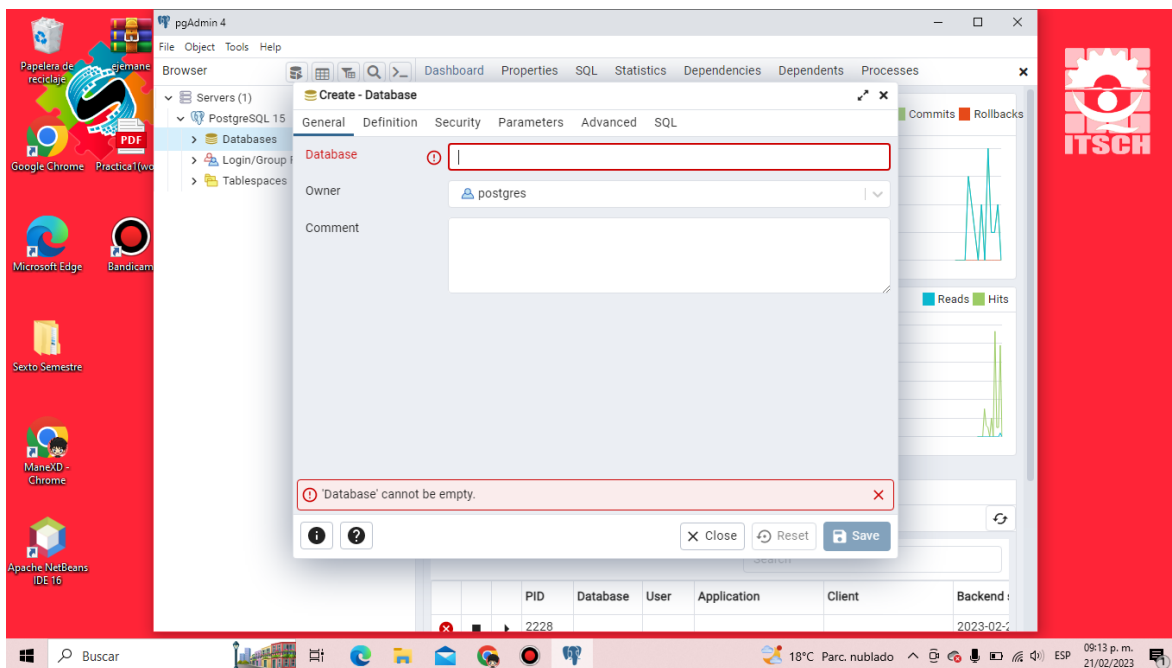 Papelera de reciclaje
ejemane
PDF
Google Chrome
Practica1(wo
Microsoft Edge
Bandicam
Sexto Semestre
ManeXD - Chrome
Apache NetBeans IDE 16
pgAdmin 4
File Object Tools Help
Browser
Dashboard Properties SQL Statistics Dependencies Dependents Processes
Servers (1)
PostgreSQL 15
Databases
Login/Group
Tablespaces
Create - Database
General Definition Security Parameters Advanced SQL
Database
Owner
postgres
Comment
'Database' cannot be empty.
Close
Reset
Save
Commits Rollbacks
Reads Hits
Search
PID Database User Application Client Backend
2228
2023-02-2
ITSCH
Buscar
18°C Parc. nublado
ESP
09:13 p. m.
21/02/2023